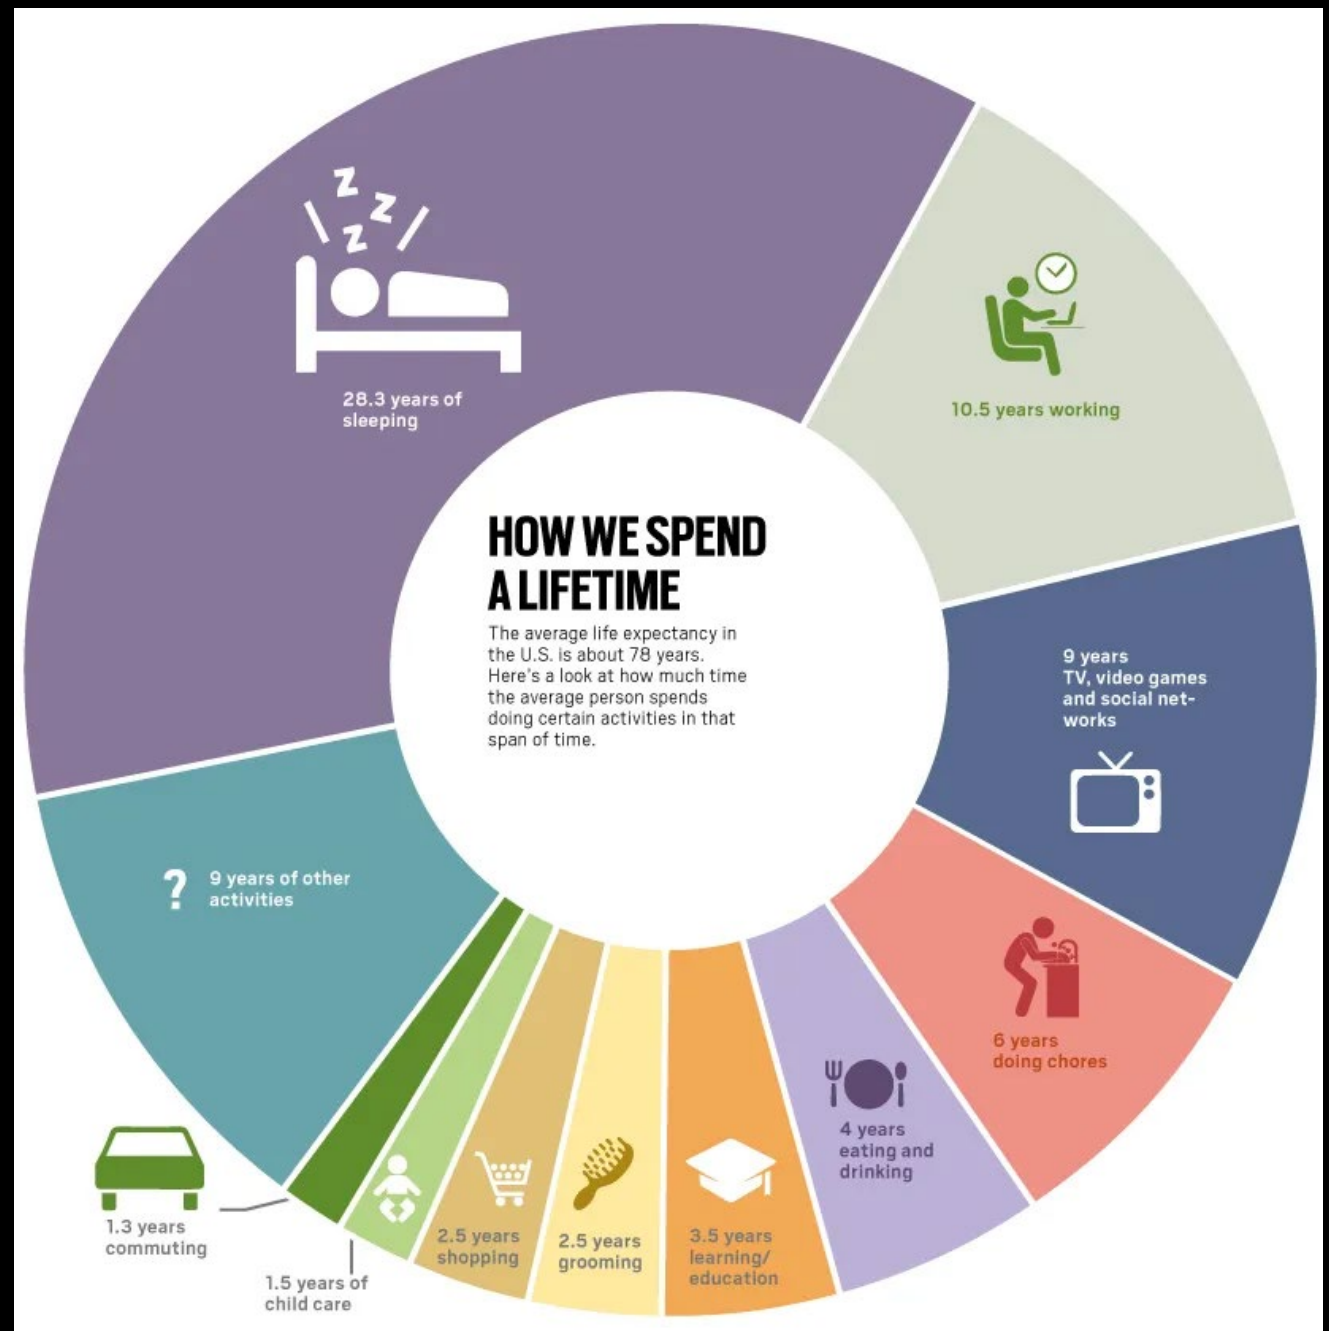 HOW WE SPEND
A LIFETIME
The average life expectancy in
the U.S. is about 78 years.
Here's a look at how much time
the average person spends
doing certain activities in that
span of time.
z
z
z
28.3 years of
sleeping
10.5 years working
9 years
TV, video games
and social net-
works
6 years
doing chores
4 years
eating and
drinking
3.5 years
learning/
education
2.5 years
grooming
2.5 years
shopping
1.5 years of
child care
1.3 years
commuting
? 9 years of other
activities